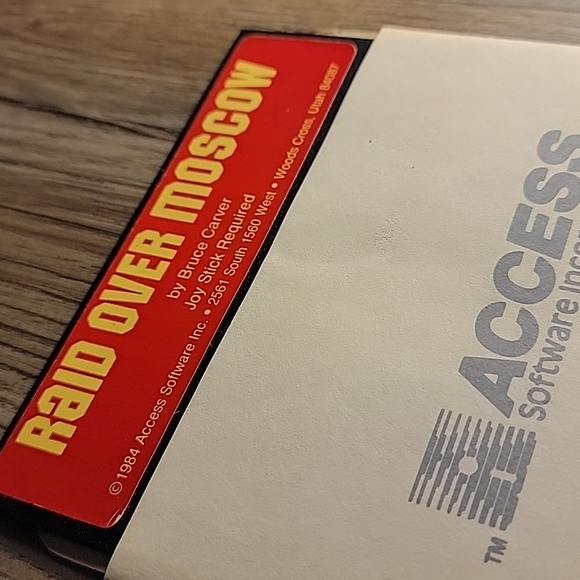 RaID OVER mOSCOW
by Bruce Carver
Joy Stick Required
© 1984 Access Software Inc. • 2561 South 1560 West • Woods Cross, Utah 84087
ACCESS
Software
TM